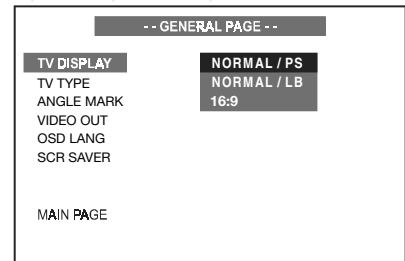 - - GENERAL PAGE - -
TV DISPLAY NORMAL / PS
TV TYPE NORMAL / LB
ANGLE MARK 16:9
VIDEO OUT
OSD LANG
SCR SAVER
MAIN PAGE